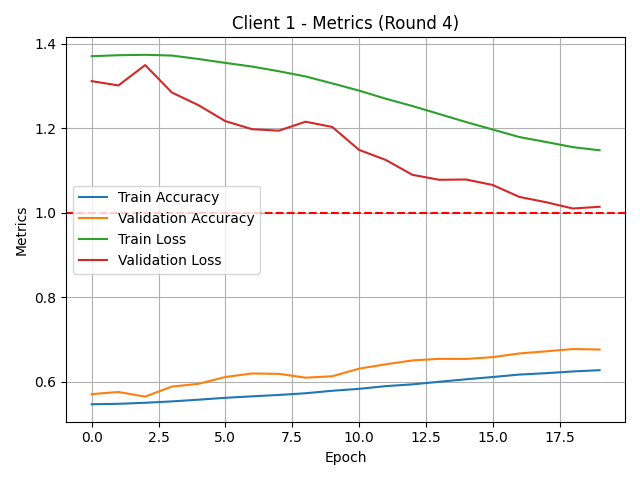 Client 1 - Metrics (Round 4)
Metrics
1.4
1.2
1.0
0.8
0.6
Train Accuracy
Validation Accuracy
Train Loss
Validation Loss
0.0 2.5 5.0 7.5 10.0 12.5 15.0 17.5
Epoch